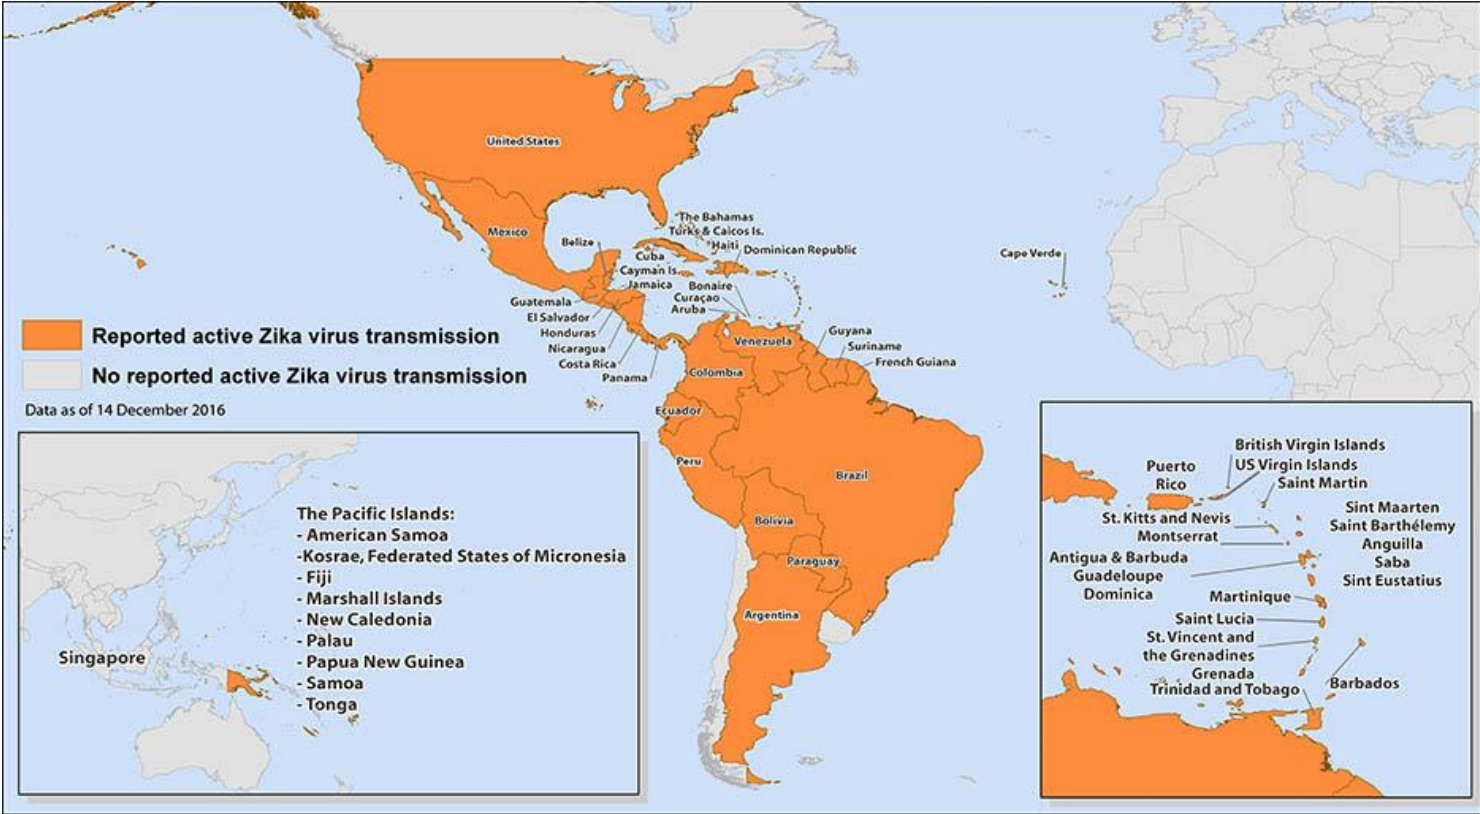 United States
Mexico
The Bahamas
Turks & Caicos Is.
Haiti
Dominican Republic
Belize
Cuba
Cayman Is.
Jamaica
Bonaire
Curaçao
Aruba
Guatemala
El Salvador
Honduras
Nicaragua
Costa Rica
Panama
Cape Verde
Venezuela
Guyana
Suriname
French Guiana
Colombia
Ecuador
Peru
Brazil
Bolivia
Paraguay
Argentina
Reported active Zika virus transmission
No reported active Zika virus transmission
Data as of 14 December 2016
The Pacific Islands:
- American Samoa
-Kosrae, Federated States of Micronesia
- Fiji
- Marshall Islands
- New Caledonia
- Palau
- Papua New Guinea
- Samoa
- Tonga
Singapore
British Virgin Islands
US Virgin Islands
Saint Martin
Puerto
Rico
St. Kitts and Nevis
Montserrat
Antigua & Barbuda
Guadeloupe
Dominica
Sint Maarten
Saint Barthélemy
Anguilla
Saba
Sint Eustatius
Martinique
Saint Lucia
St. Vincent and
the Grenadines
Grenada
Trinidad and Tobago
Barbados